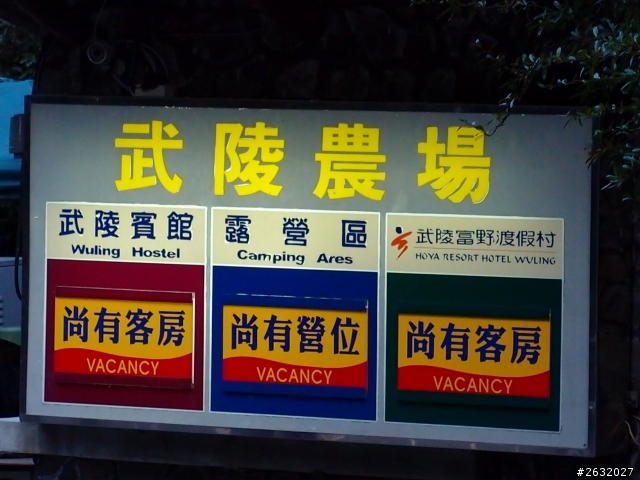 武陵農場
武陵賓館
Wuling Hostel
尚有客房
VACANCY
露營區
Camping Ares
尚有營位
VACANCY
武陵富野渡假村
HOYA RESORT HOTEL WULING
尚有客房
VACANCY
#2632027